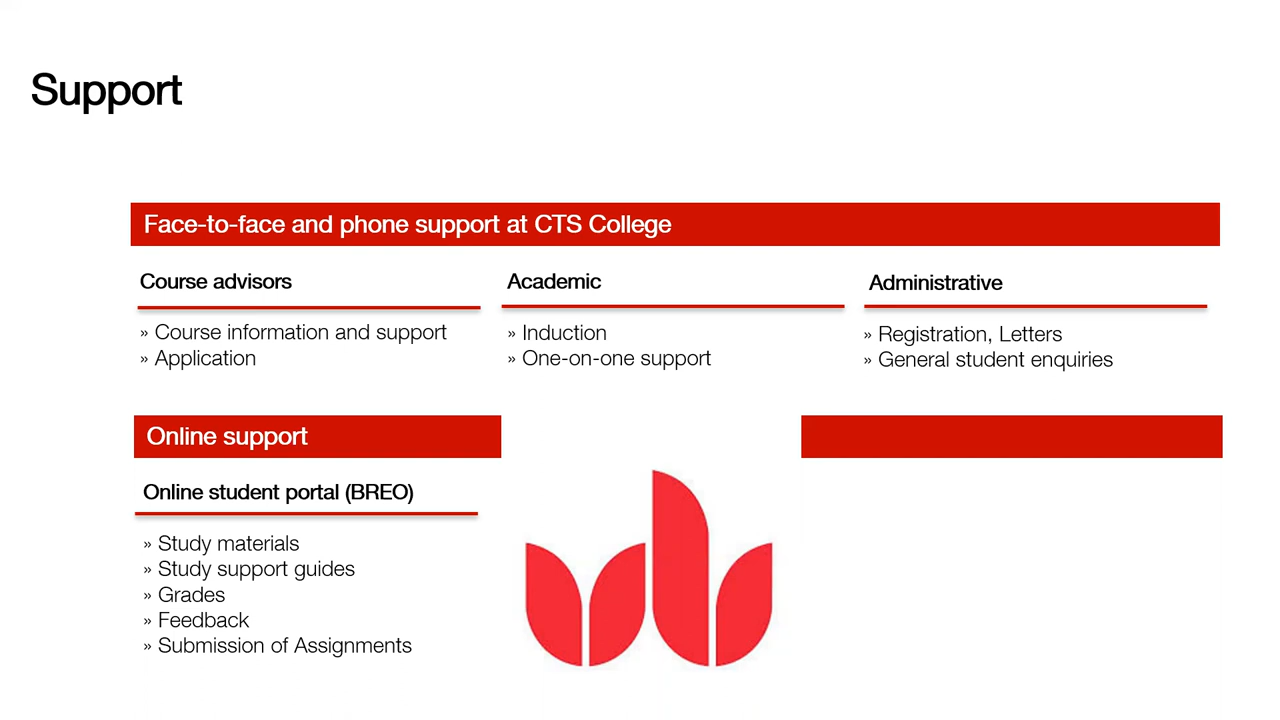 Support
Face-to-face and phone support at CTS College
Course advisors
» Course information and support
» Application
Academic
» Induction
» One-on-one support
Administrative
» Registration, Letters
» General student enquiries
Online support
Online student portal (BREO)
» Study materials
» Study support guides
» Grades
» Feedback
» Submission of Assignments